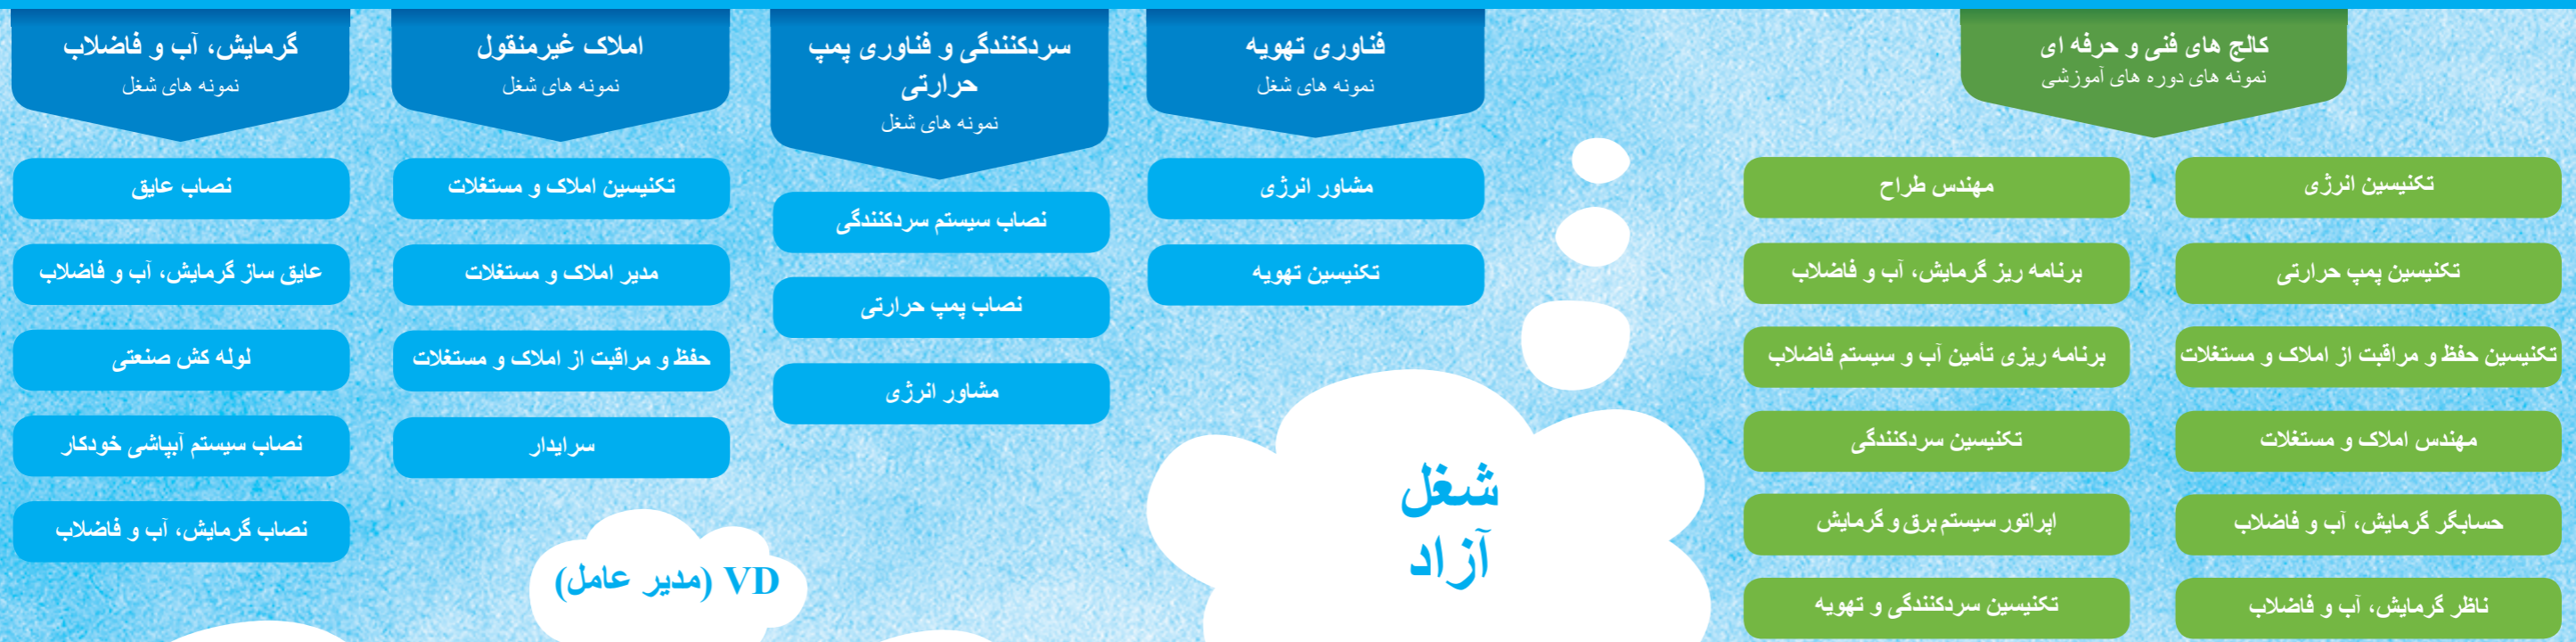 کالج های فنی و حرفه ای
نمونه های دوره های آموزشی
تکنیسین انرژی
تکنیسین پمپ حرارتی
تکنیسین حفظ و مراقبت از املاک و مستغلات
مهندس املاک و مستغلات
حسابگر گرمایش، آب و فاضلاب
ناظر گرمایش، آب و فاضلاب
مهندس طراح
برنامه ریز گرمایش، آب و فاضلاب
برنامه ریزی تأمین آب و سیستم فاضلاب
تکنیسین سردکنندگی
اپراتور سیستم برق و گرمایش
تکنیسین سردکنندگی و تهویه
فناوری تهویه
نمونه های شغل
مشاور انرژی
تکنیسین تهویه
سردکنندگی و فناوری پمپ
حرارتی
نمونه های شغل
نصاب سیستم سردکنندگی
نصاب پمپ حرارتی
مشاور انرژی
املاک غیرمنقول
نمونه های شغل
تکنیسین املاک و مستغلات
مدیر املاک و مستغلات
حفظ و مراقبت از املاک و مستغلات
سرایدار
گرمایش، آب و فاضلاب
نمونه های شغل
نصاب عایق
عایق ساز گرمایش، آب و فاضلاب
لوله کش صنعتی
نصاب سیستم آبپاشی خودکار
نصاب گرمایش، آب و فاضلاب
شغل
آزاد
VD (مدیر عامل)